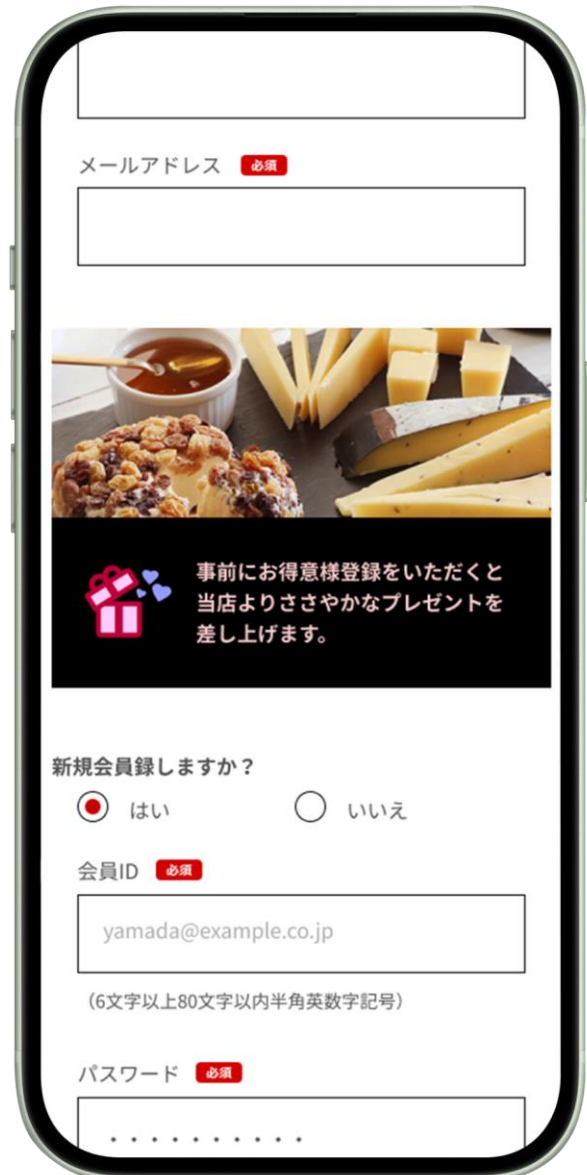 メールアドレス 必須
事前にお得意様登録をいただくと
当店よりささやかなプレゼントを
差し上げます。
新規会員録しますか？
はい いいえ
会員ID 必須
yamada@example.co.jp
（6文字以上80文字以内半角英数字記号）
パスワード 必須
・・・・・・・・・・